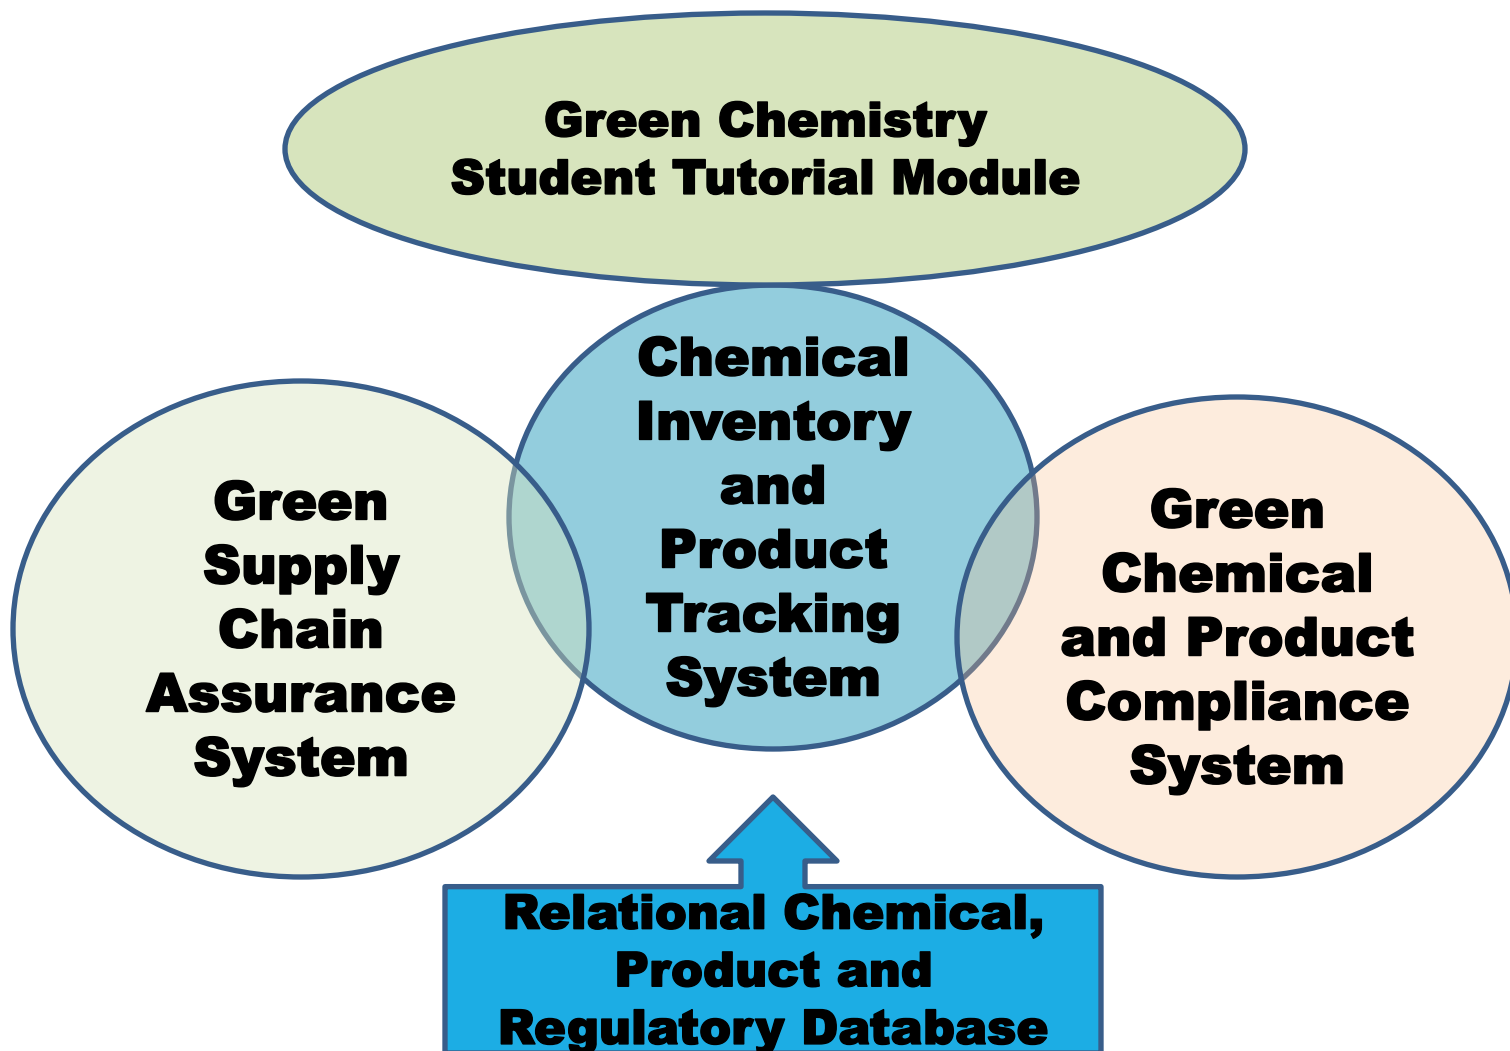 Green Chemistry
Student Tutorial Module
Chemical
Inventory
and
Product
Tracking
System
Green
Supply
Chain
Assurance
System
Green
Chemical
and Product
Compliance
System
Relational Chemical,
Product and
Regulatory Database